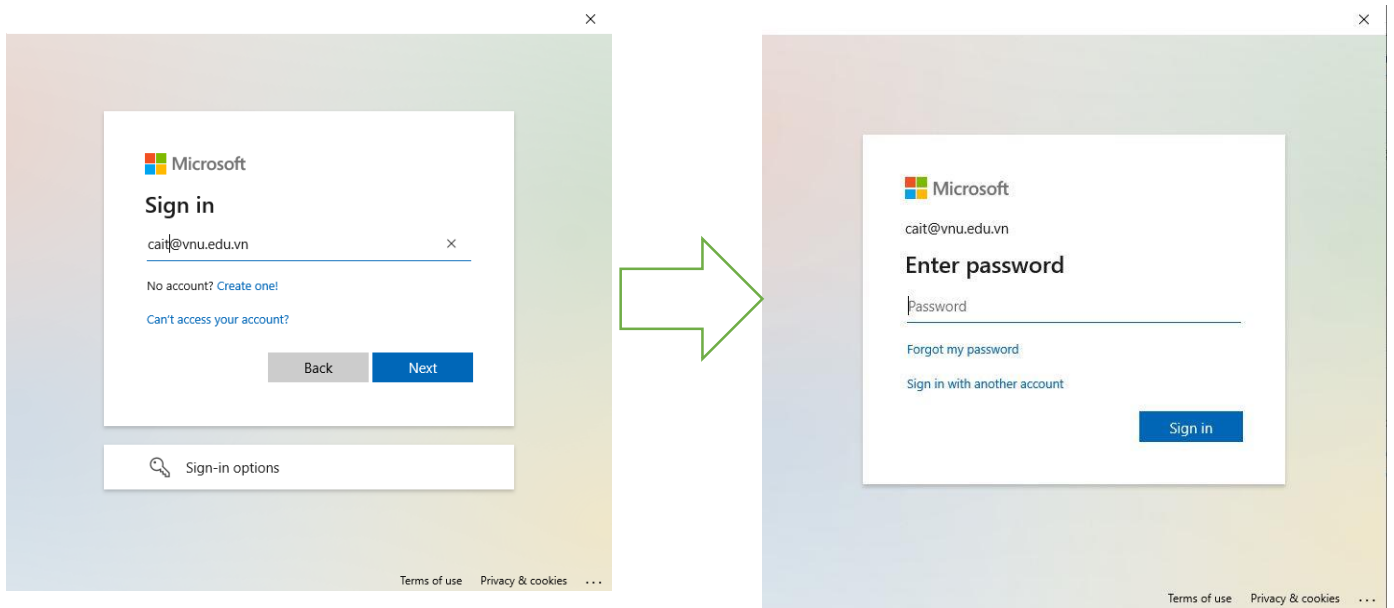 Microsoft
Sign in
cait@vnu.edu.vn
No account? Create one!
Can't access your account?
Back Next
Sign-in options
Terms of use Privacy & cookies ...
Microsoft
cait@vnu.edu.vn
Enter password
Password
Forgot my password
Sign in with another account
Sign in
Terms of use Privacy & cookies ...